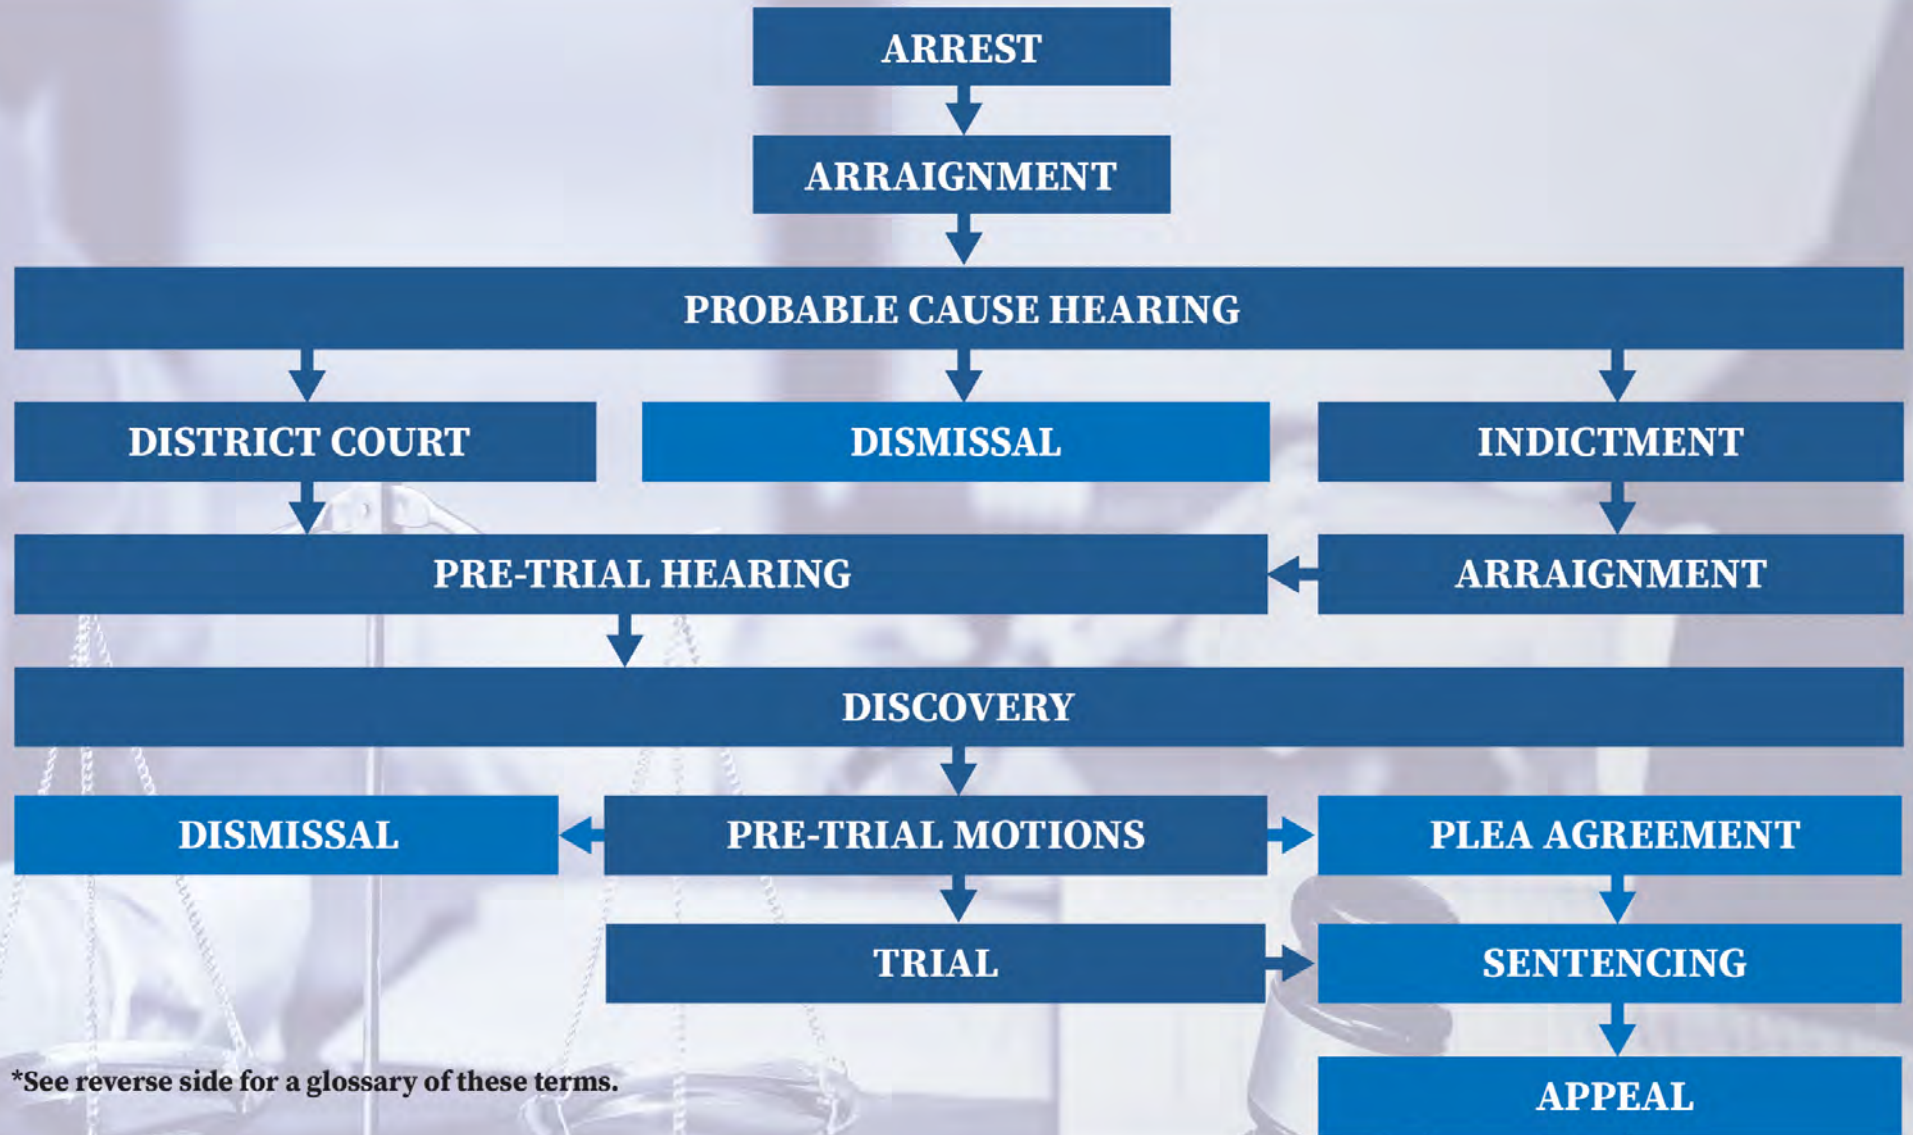 ARREST
ARRAIGNMENT
PROBABLE CAUSE HEARING
DISTRICT COURT
DISMISSAL
INDICTMENT
PRE-TRIAL HEARING
ARRAIGNMENT
DISCOVERY
DISMISSAL
PRE-TRIAL MOTIONS
PLEA AGREEMENT
TRIAL
SENTENCING
*See reverse side for a glossary of these terms.
APPEAL